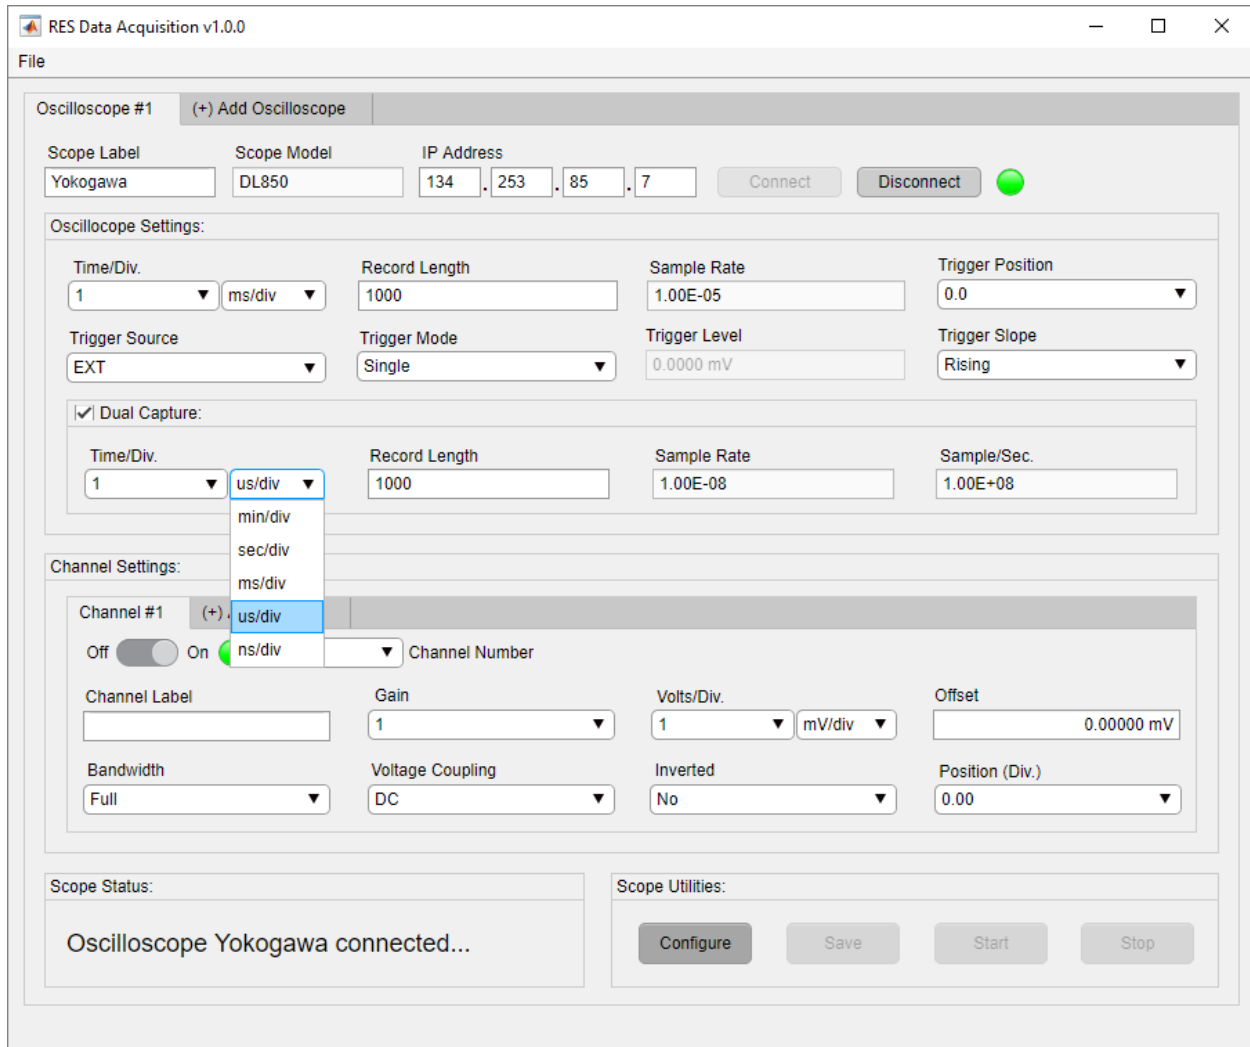 RES Data Acquisition v1.0.0
File
Oscilloscope #1 (+) Add Oscilloscope
Scope Label Scope Model IP Address
Yokogawa DL850 134 . 253 . 85 . 7 Connect Disconnect
Oscillocope Settings:
Time/Div. Record Length Sample Rate Trigger Position
1 ms/div 1000 1.00E-05 0.0
Trigger Source Trigger Mode Trigger Level Trigger Slope
EXT Single 0.0000 mV Rising
Dual Capture:
Time/Div. Record Length Sample Rate Sample/Sec.
1 us/div 1000 1.00E-08 1.00E+08
min/div
sec/div
ms/div
us/div
ns/div
Channel Settings:
Channel #1 (+)
Off On Channel Number
Channel Label Gain Volts/Div. Offset
1 1 mV/div 0.00000 mV
Bandwidth Voltage Coupling Inverted Position (Div.)
Full DC No 0.00
Scope Status: Scope Utilities:
Oscilloscope Yokogawa connected... Configure Save Start Stop